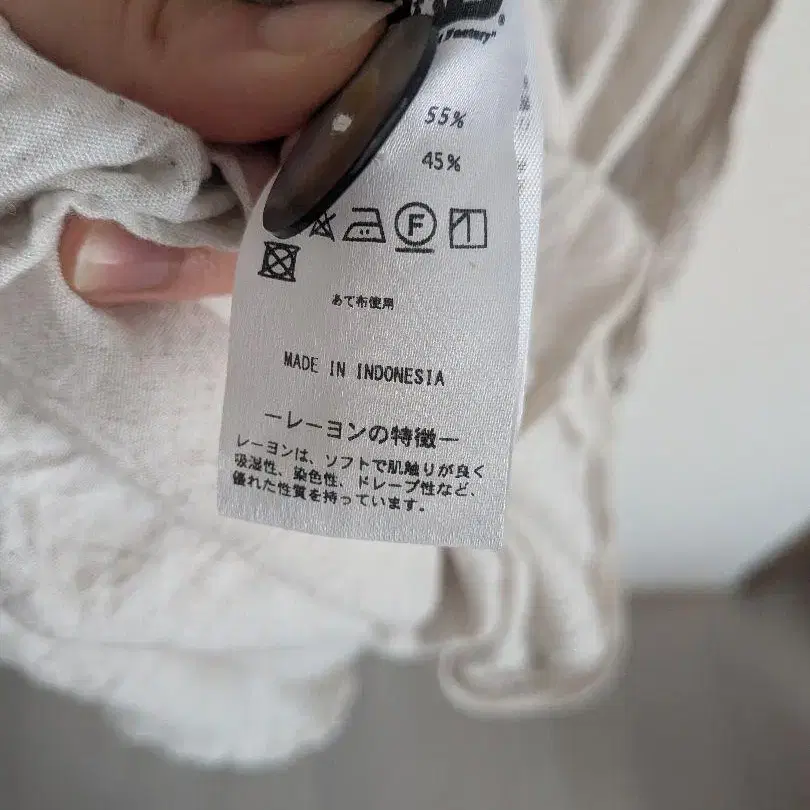 Factory"
55%
45%
F
あて布使用
MADE IN INDONESIA
―レーヨンの特徴―
レーヨンは、ソフトで肌触りが良く
吸湿性、染色性、ドレープ性など、
優れた性質を持っています。